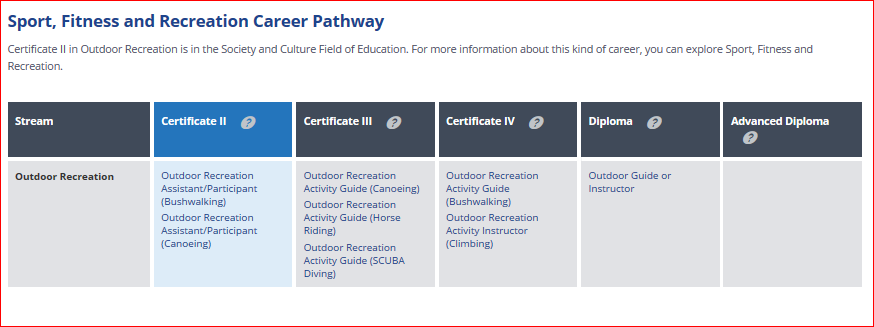 Sport, Fitness and Recreation Career Pathway
Certificate II in Outdoor Recreation is in the Society and Culture Field of Education. For more information about this kind of career, you can explore Sport, Fitness and
Recreation.
Stream
Certificate II ?
Certificate III ?
Certificate IV ?
Diploma ?
Advanced Diploma
?
Outdoor Recreation
Outdoor Recreation
Assistant/Participant
(Bushwalking)
Outdoor Recreation
Assistant/Participant
(Canoeing)
Outdoor Recreation
Activity Guide (Canoeing)
Outdoor Recreation
Activity Guide (Horse
Riding)
Outdoor Recreation
Activity Guide (SCUBA
Diving)
Outdoor Recreation
Activity Guide
(Bushwalking)
Outdoor Recreation
Activity Instructor
(Climbing)
Outdoor Guide or
Instructor